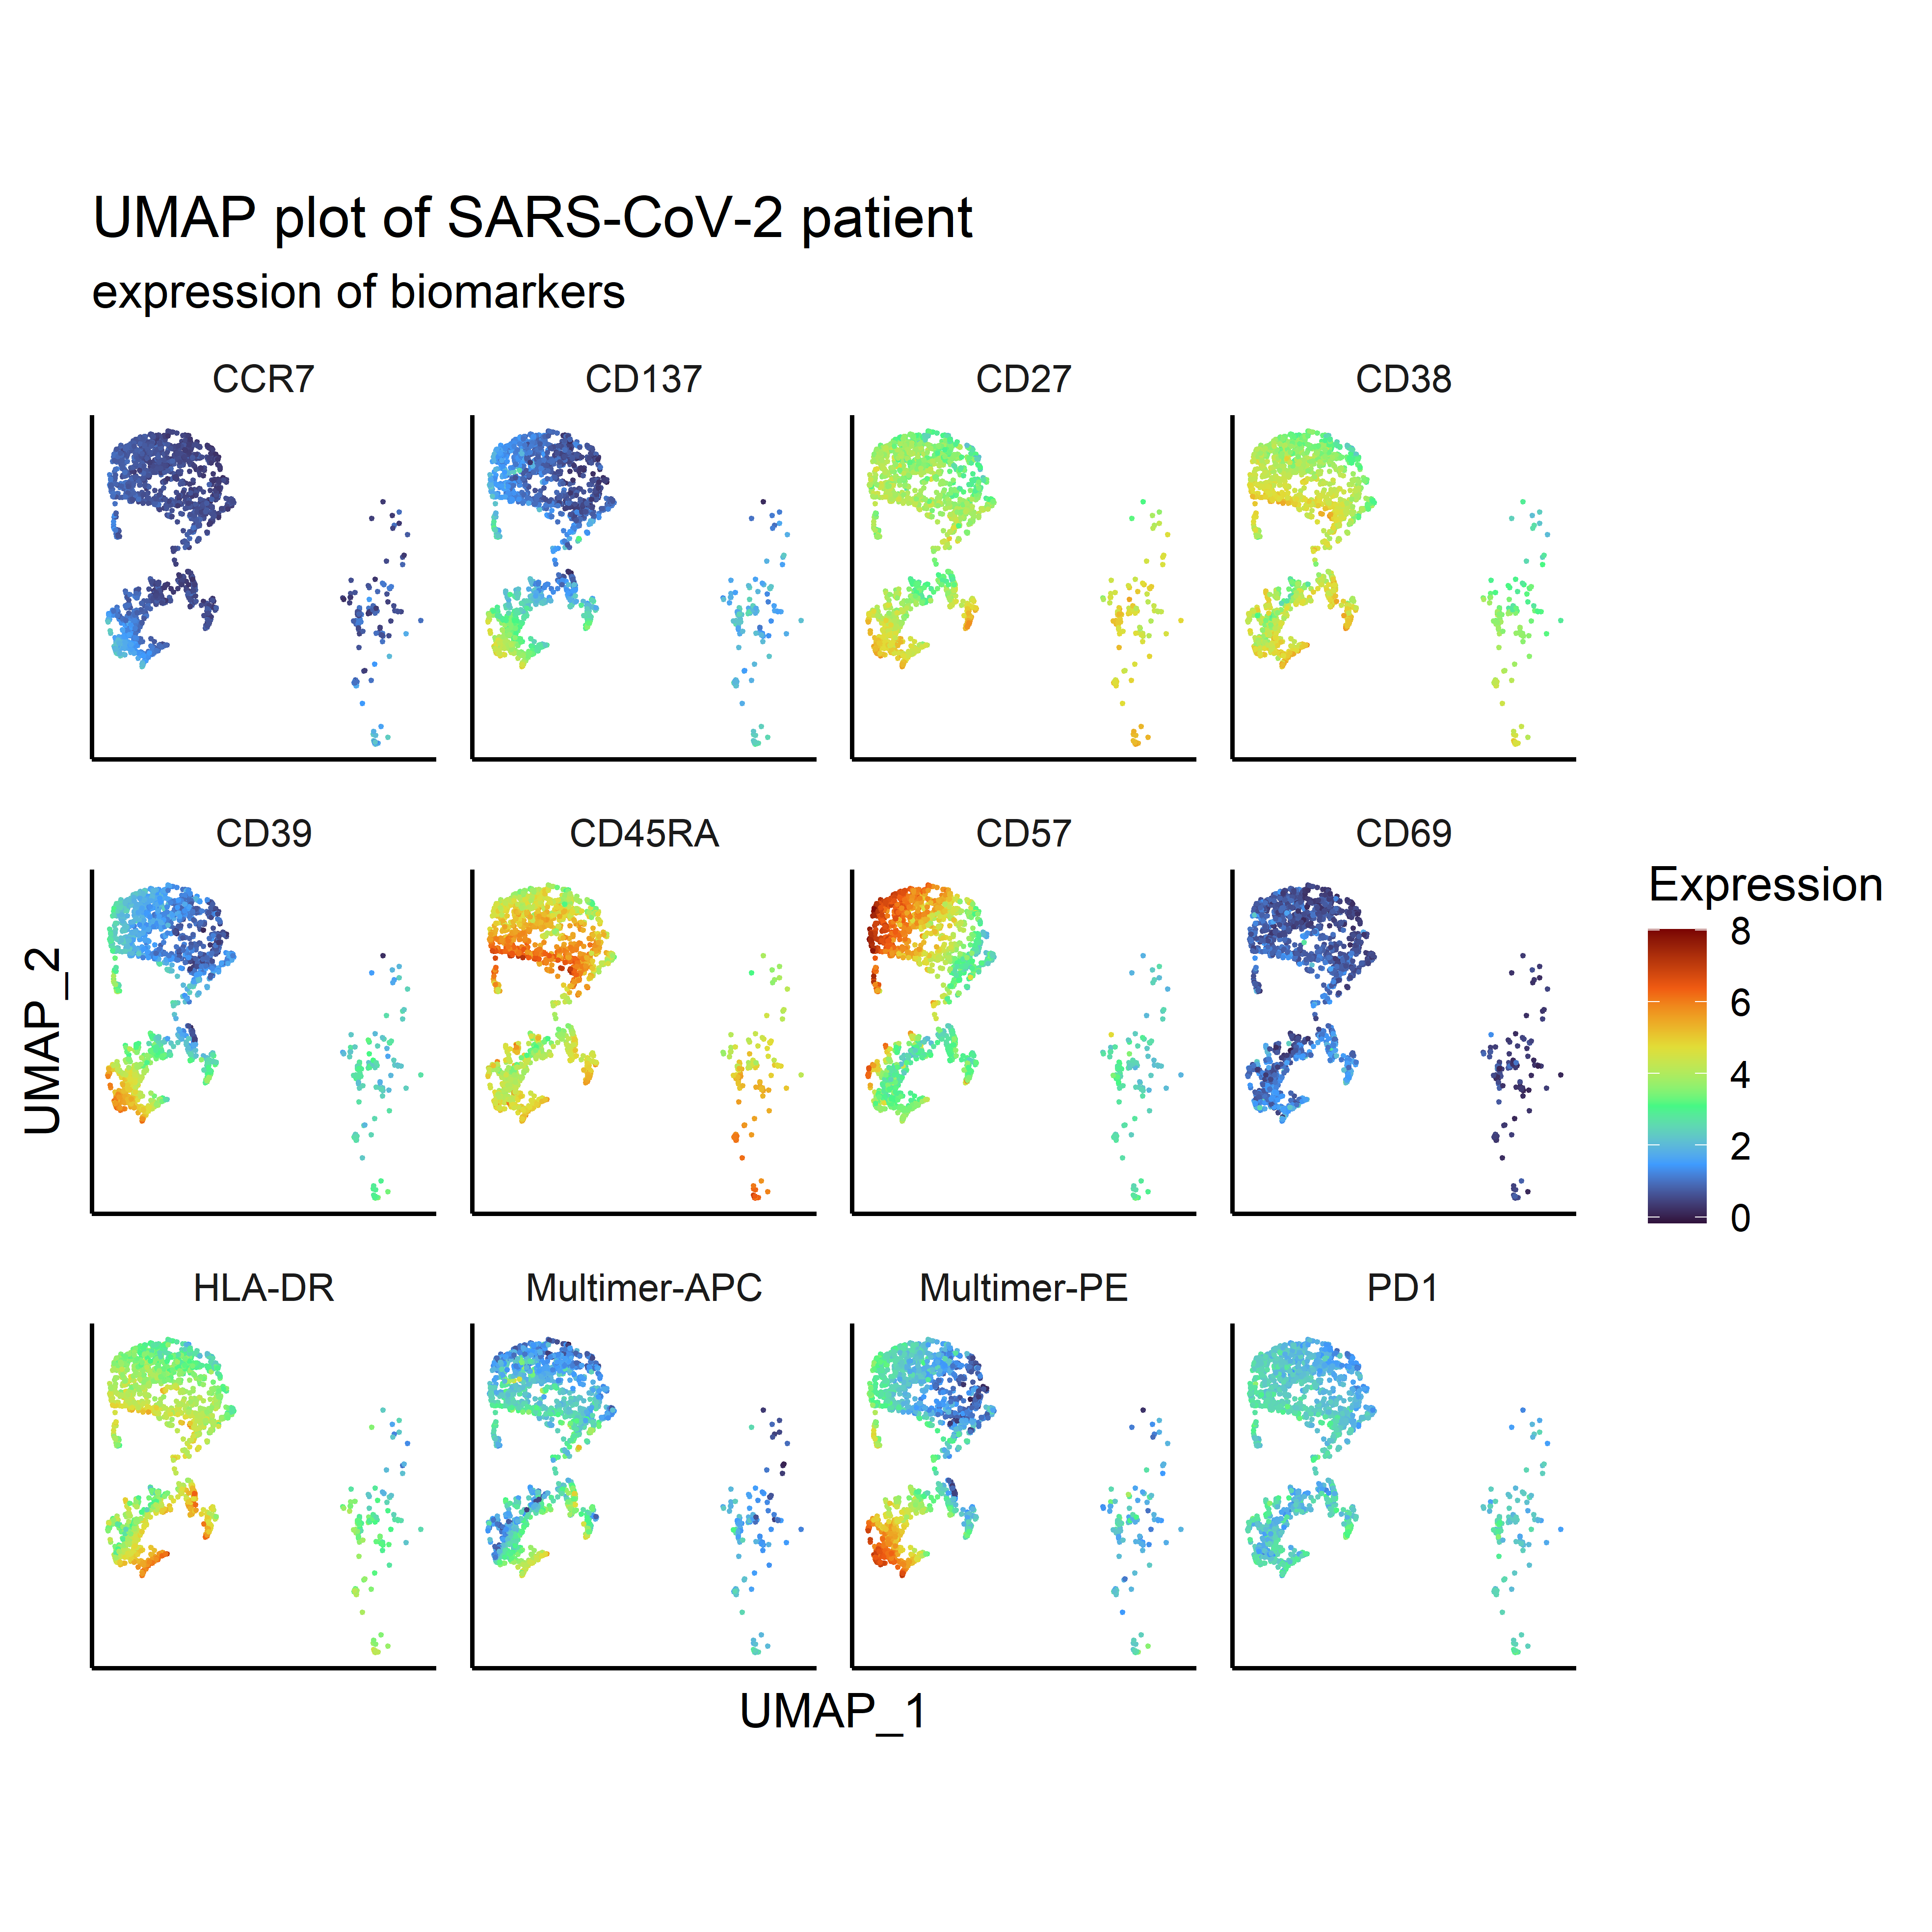 UMAP plot of SARS-CoV-2 patient
expression of biomarkers
CCR7
CD137
CD27
CD38
CD39
CD45RA
CD57
CD69
HLA-DR
Multimer-APC
Multimer-PE
PD1
UMAP_2
UMAP_1
Expression
8
6
4
2
0